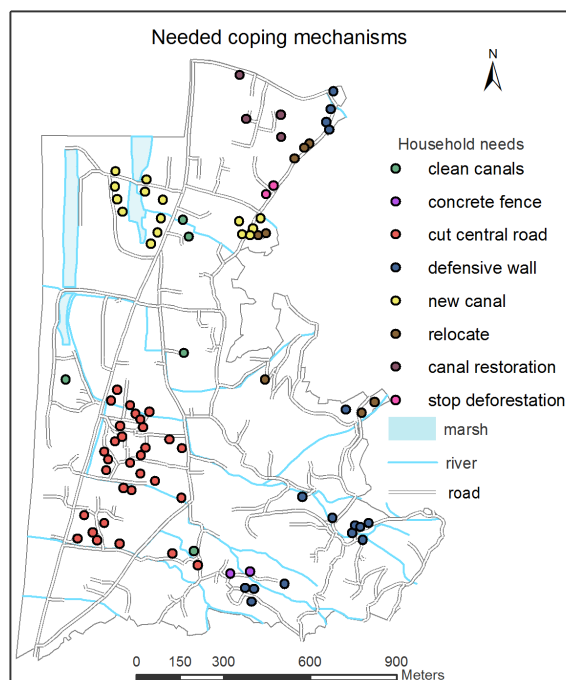 Needed coping mechanisms
N
Household needs
clean canals
concrete fence
cut central road
defensive wall
new canal
relocate
canal restoration
stop deforestation
marsh
river
road
0 150 300 600 900
Meters